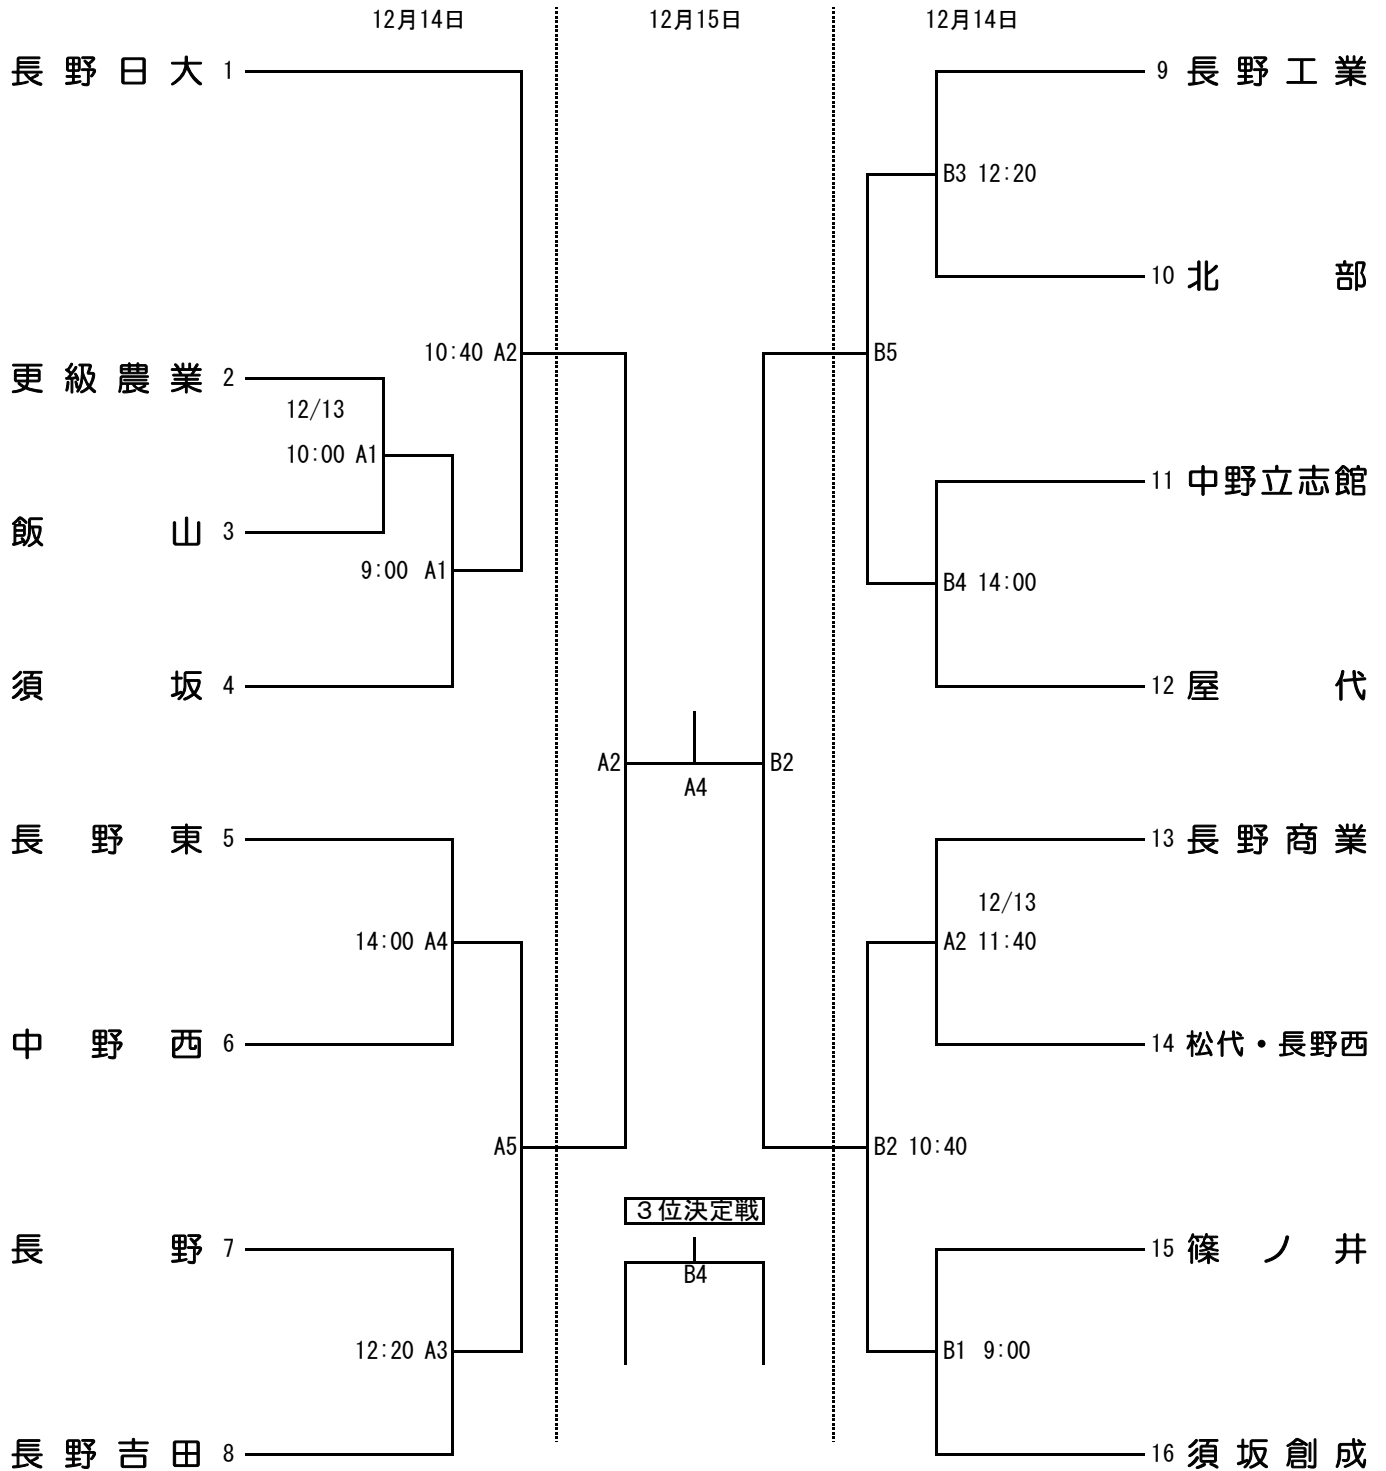 12月14日 12月15日 12月14日
長野日大 1
9 長野工業
B3 12:20
10 北部
10:40 A2
B5
更級農業 2
12/13
10:00 A1
11 中野立志館
飯山 3
9:00 A1
B4 14:00
須坂 4
12 屋代
A2
B2
A4
長野東 5
13 長野商業
12/13
14:00 A4
A2 11:40
中野西 6
14 松代・長野西
A5
B2 10:40
3位決定戦
長野 7
15 篠ノ井
B4
12:20 A3
B1 9:00
長野吉田 8
16 須坂創成